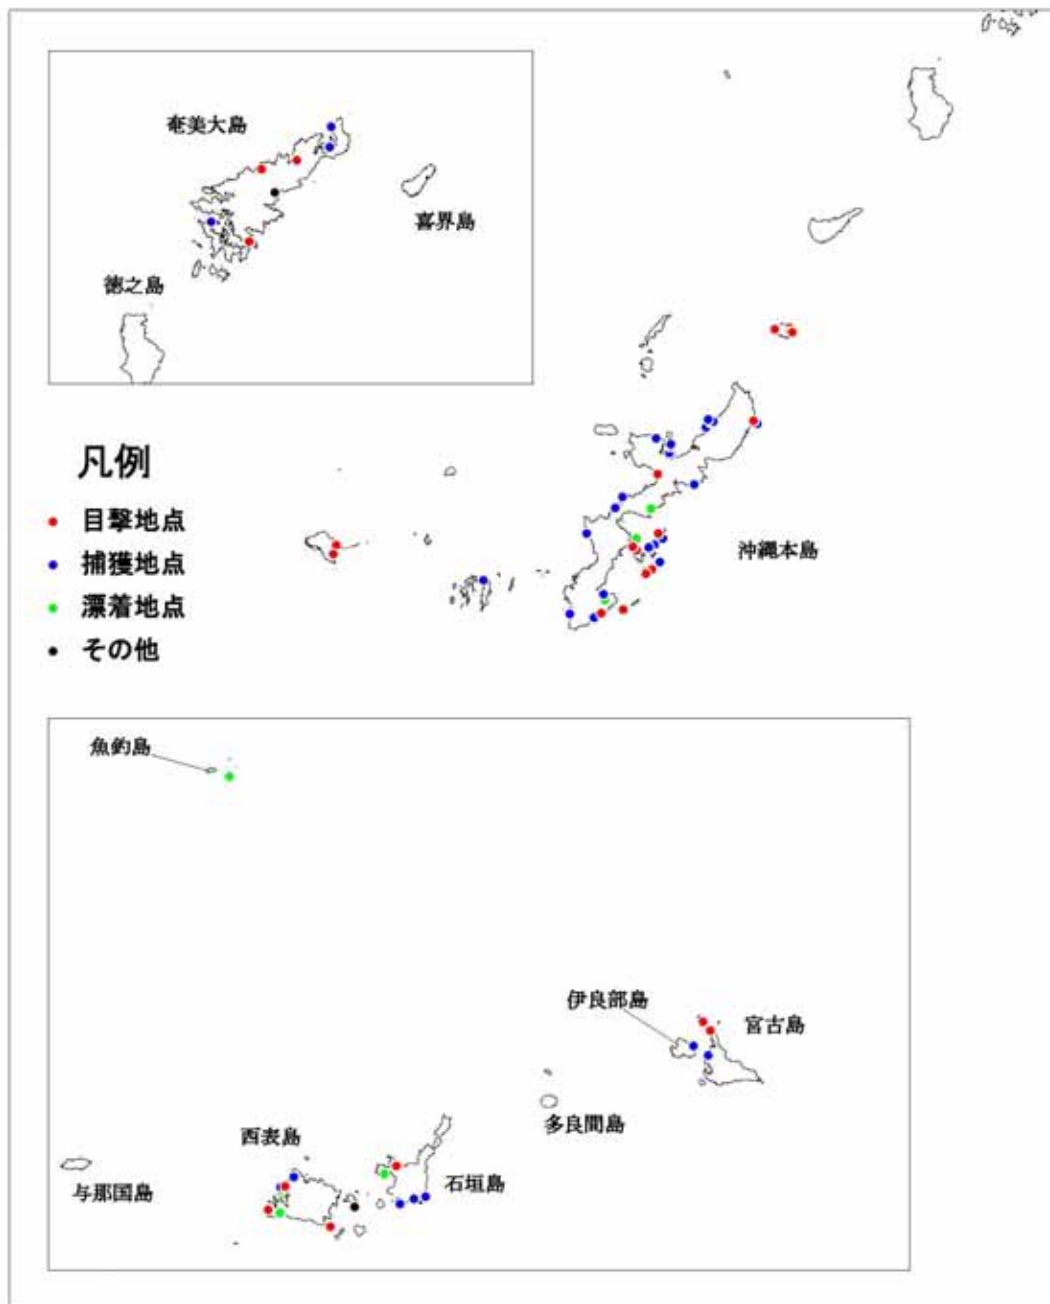 奄美大島
喜界島
徳之島
凡例
目撃地点
捕獲地点
漂着地点
その他
沖縄本島
魚釣島
伊良部島
宮古島
多良間島
西表島
石垣島
与那国島